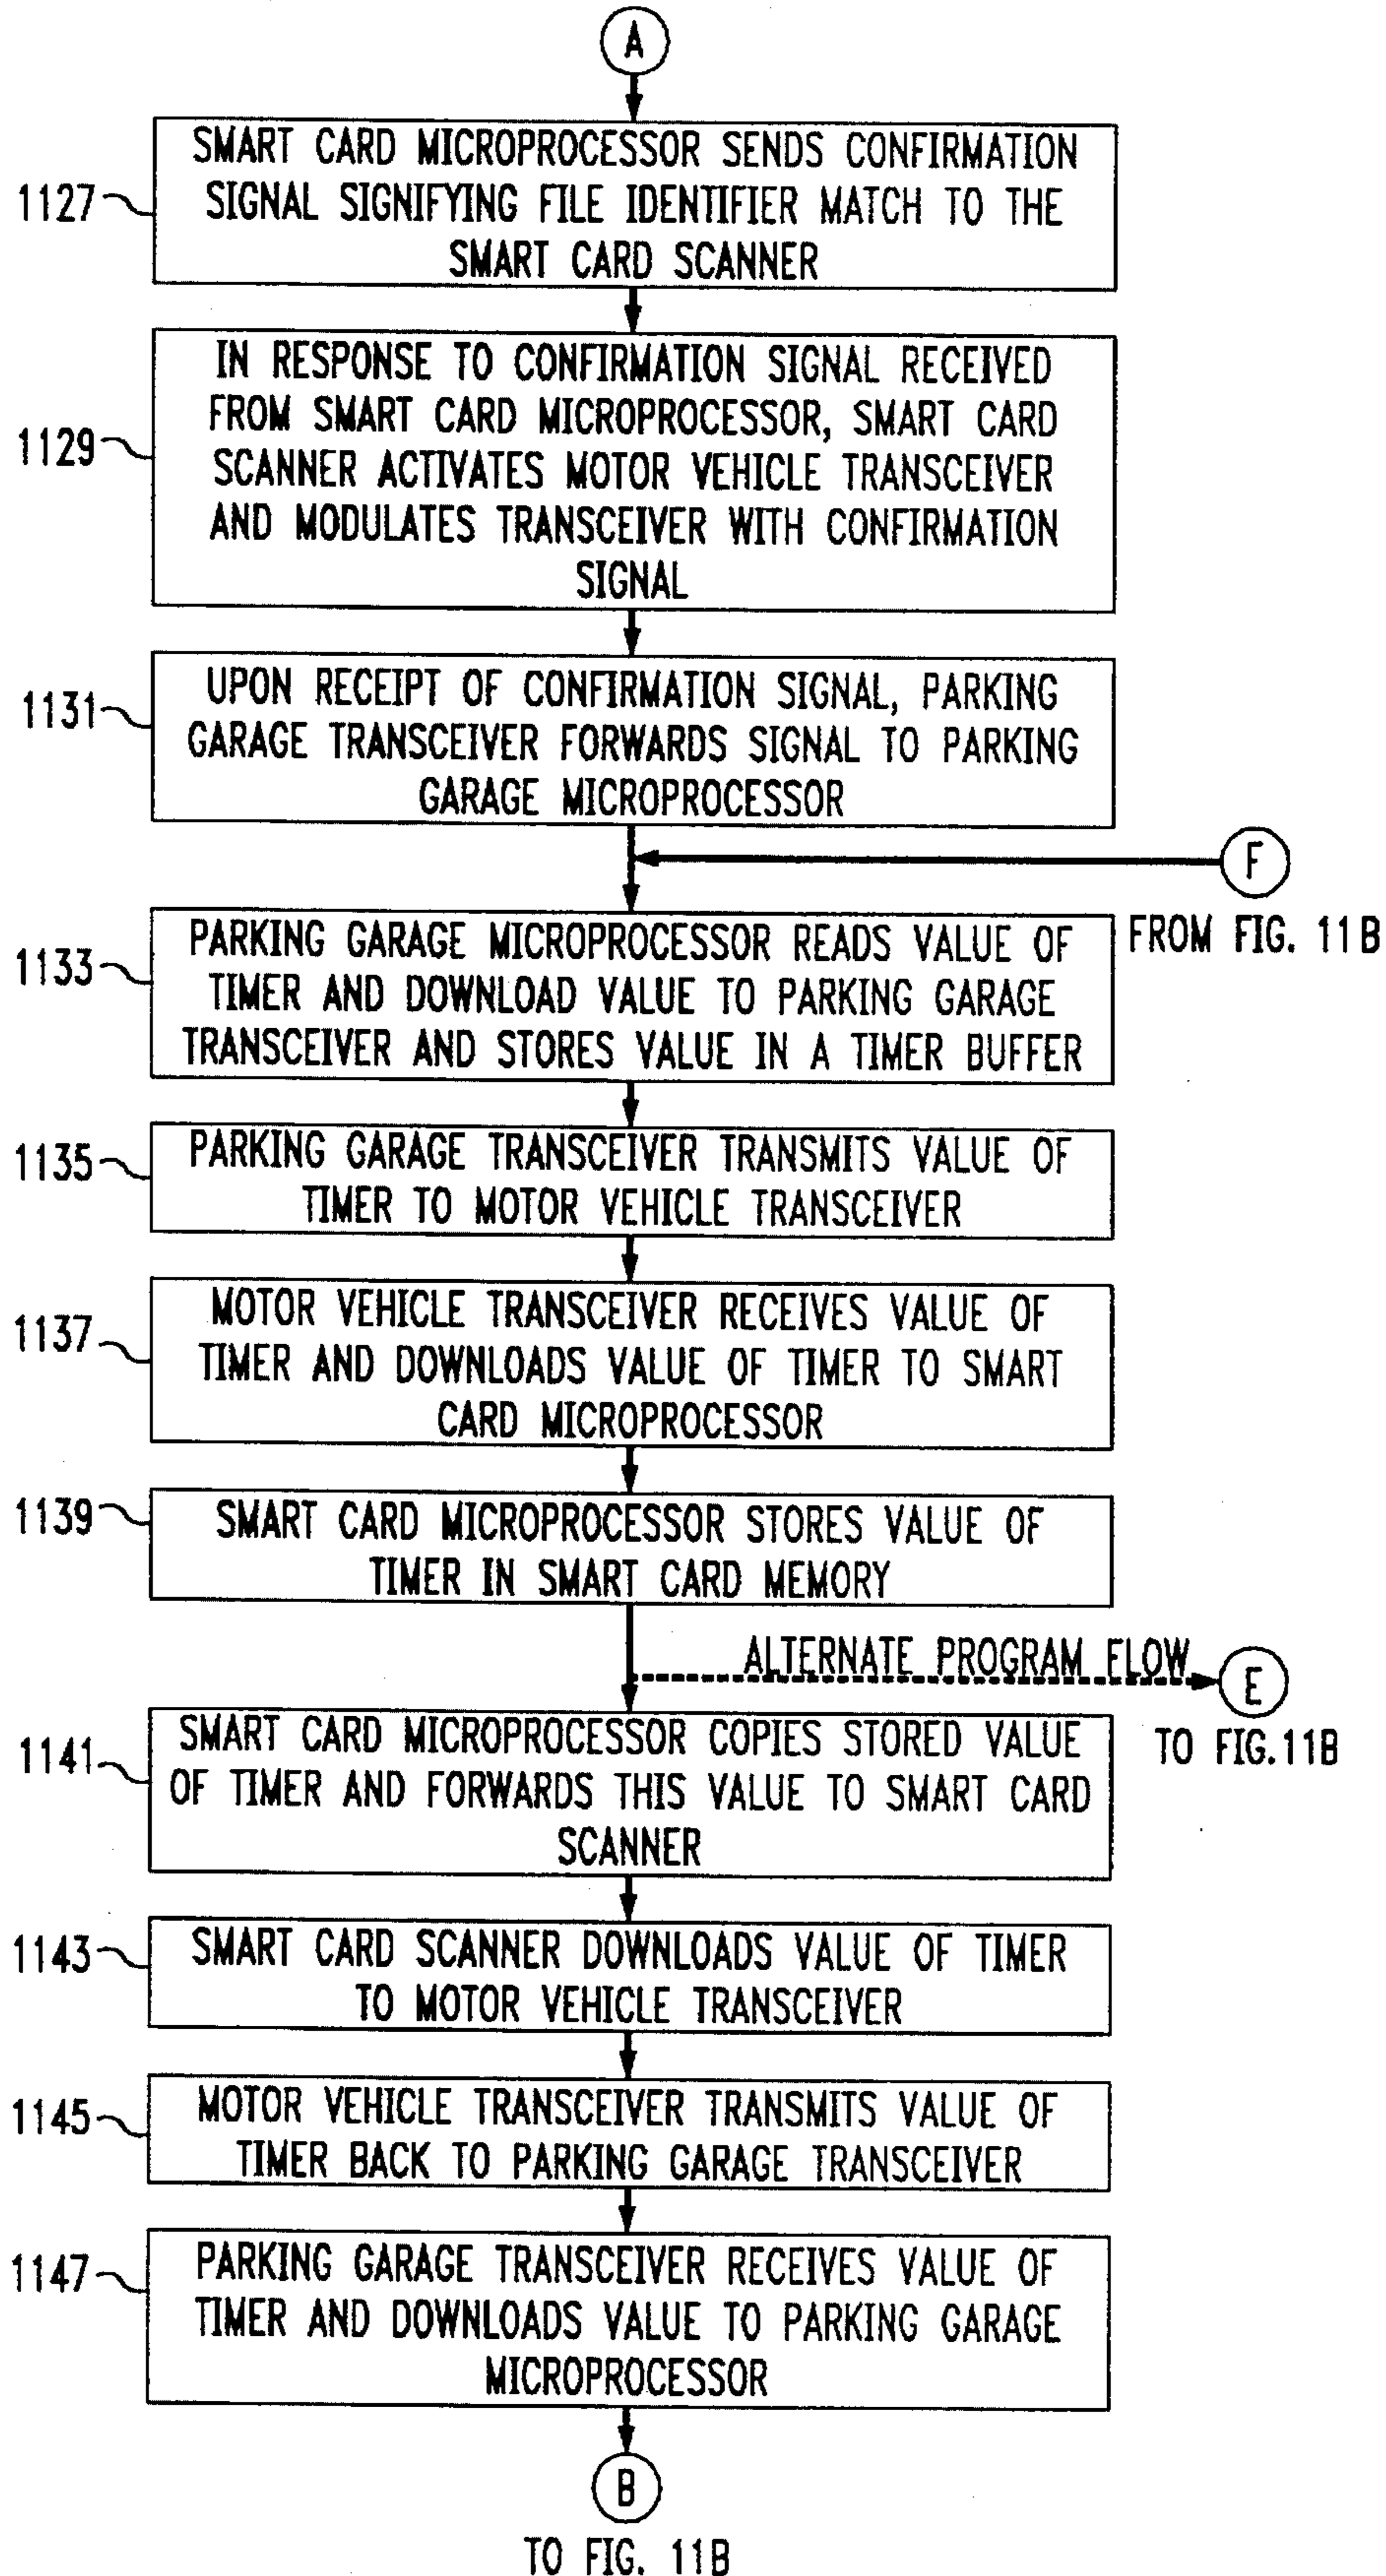 A
1127
SMART CARD MICROPROCESSOR SENDS CONFIRMATION
SIGNAL SIGNIFYING FILE IDENTIFIER MATCH TO THE
SMART CARD SCANNER
1129
IN RESPONSE TO CONFIRMATION SIGNAL RECEIVED
FROM SMART CARD MICROPROCESSOR, SMART CARD
SCANNER ACTIVATES MOTOR VEHICLE TRANSCEIVER
AND MODULATES TRANSCEIVER WITH CONFIRMATION
SIGNAL
1131
UPON RECEIPT OF CONFIRMATION SIGNAL, PARKING
GARAGE TRANSCEIVER FORWARDS SIGNAL TO PARKING
GARAGE MICROPROCESSOR
F
FROM FIG. 11B
1133
PARKING GARAGE MICROPROCESSOR READS VALUE OF
TIMER AND DOWNLOAD VALUE TO PARKING GARAGE
TRANSCEIVER AND STORES VALUE IN A TIMER BUFFER
1135
PARKING GARAGE TRANSCEIVER TRANSMITS VALUE OF
TIMER TO MOTOR VEHICLE TRANSCEIVER
1137
MOTOR VEHICLE TRANSCEIVER RECEIVES VALUE OF
TIMER AND DOWNLOADS VALUE OF TIMER TO SMART
CARD MICROPROCESSOR
1139
SMART CARD MICROPROCESSOR STORES VALUE OF
TIMER IN SMART CARD MEMORY
ALTERNATE PROGRAM FLOW
E
TO FIG.11B
1141
SMART CARD MICROPROCESSOR COPIES STORED VALUE
OF TIMER AND FORWARDS THIS VALUE TO SMART CARD
SCANNER
1143
SMART CARD SCANNER DOWNLOADS VALUE OF TIMER
TO MOTOR VEHICLE TRANSCEIVER
1145
MOTOR VEHICLE TRANSCEIVER TRANSMITS VALUE OF
TIMER BACK TO PARKING GARAGE TRANSCEIVER
1147
PARKING GARAGE TRANSCEIVER RECEIVES VALUE OF
TIMER AND DOWNLOADS VALUE TO PARKING GARAGE
MICROPROCESSOR
B
TO FIG. 11B